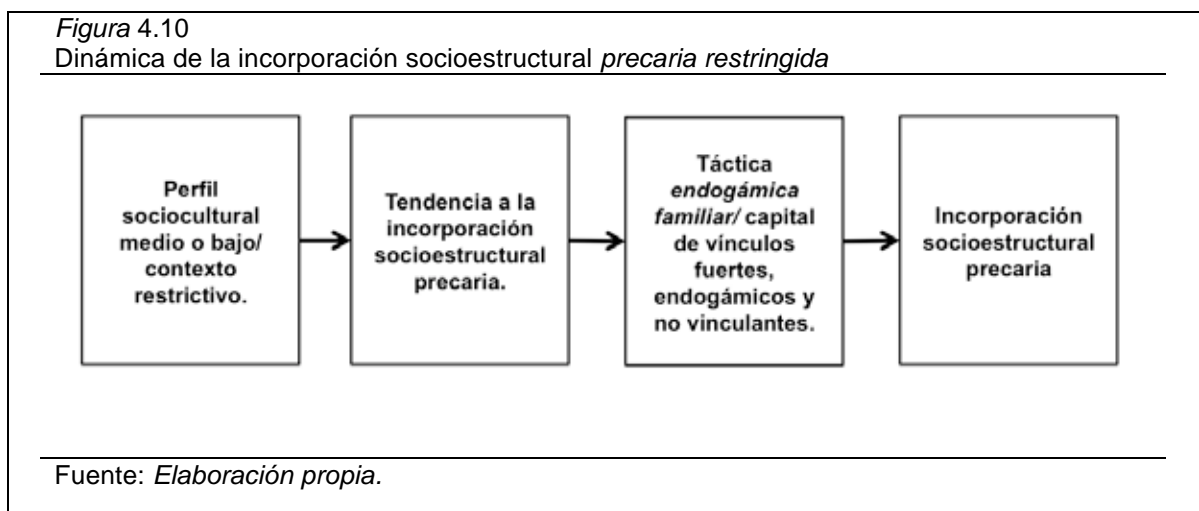 Figura 4.10
Dinámica de la incorporación socioestructural precaria restringida
Perfil
sociocultural
medio o bajo/
contexto
restrictivo.
Tendencia a la
incorporación
socioestructural
precaria.
Táctica
endogámica
familiar/ capital
de vínculos
fuertes,
endogámicos y
no vinculantes.
Incorporación
socioestructural
precaria
Fuente: Elaboración propia.